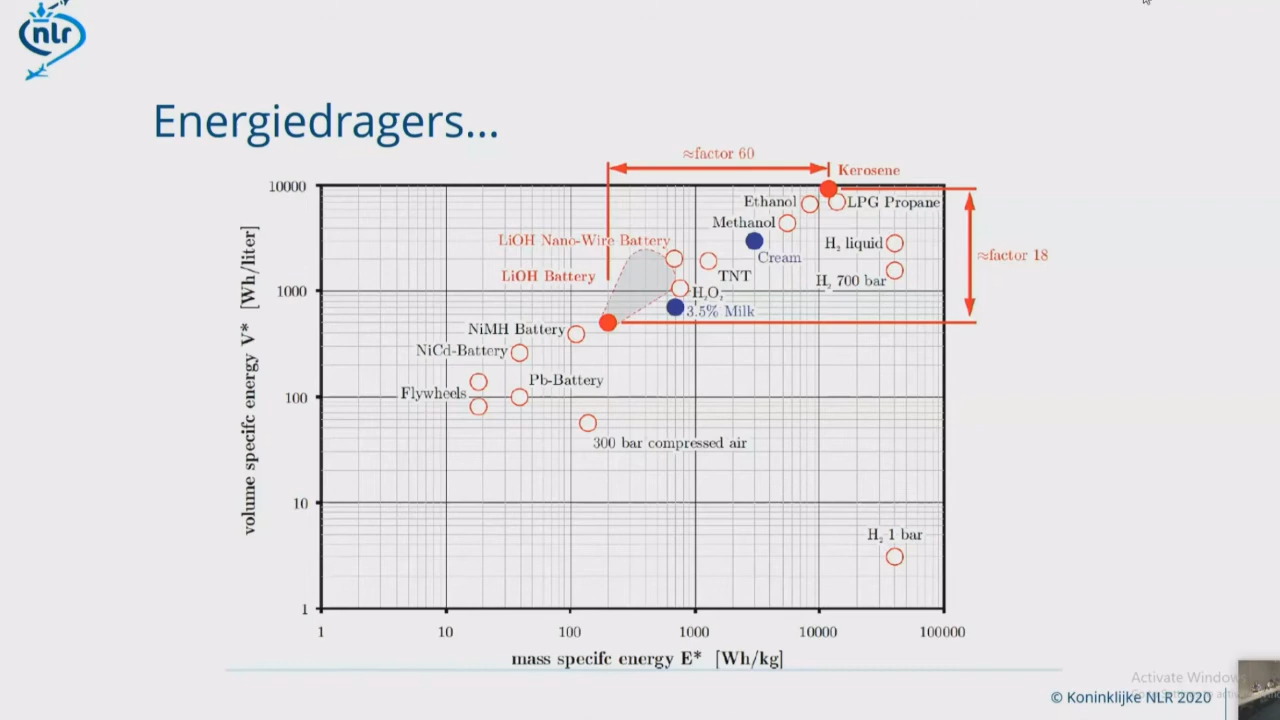 nlr
Energiedragers...
≈factor 60
Kerosene
10000
Ethanol
LPG Propane
Methanol
LiOH Nano-Wire Battery
H₂ liquid
Cream
≈factor 18
LiOH Battery
TNT
H₂ 700 bar
1000
H₂O₂
3.5% Milk
NiMH Battery
NiCd-Battery
Pb-Battery
Flywheels
100
300 bar compressed air
10
H₂ 1 bar
1
volume specifc energy V* [Wh/liter]
1 10 100 1000 10000 100000
mass specifc energy E* [Wh/kg]
Activate Window
© Koninklijke NLR 2020